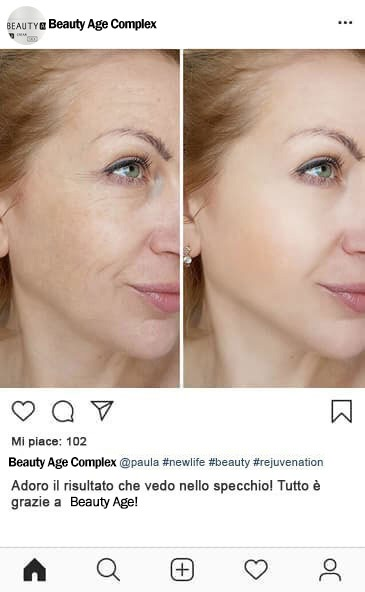 BEAUTY
Beauty Age Complex
Mi piace: 102
Beauty Age Complex @paula #newlife #beauty #rejuvenation
Adoro il risultato che vedo nello specchio! Tutto è
grazie a Beauty Age!